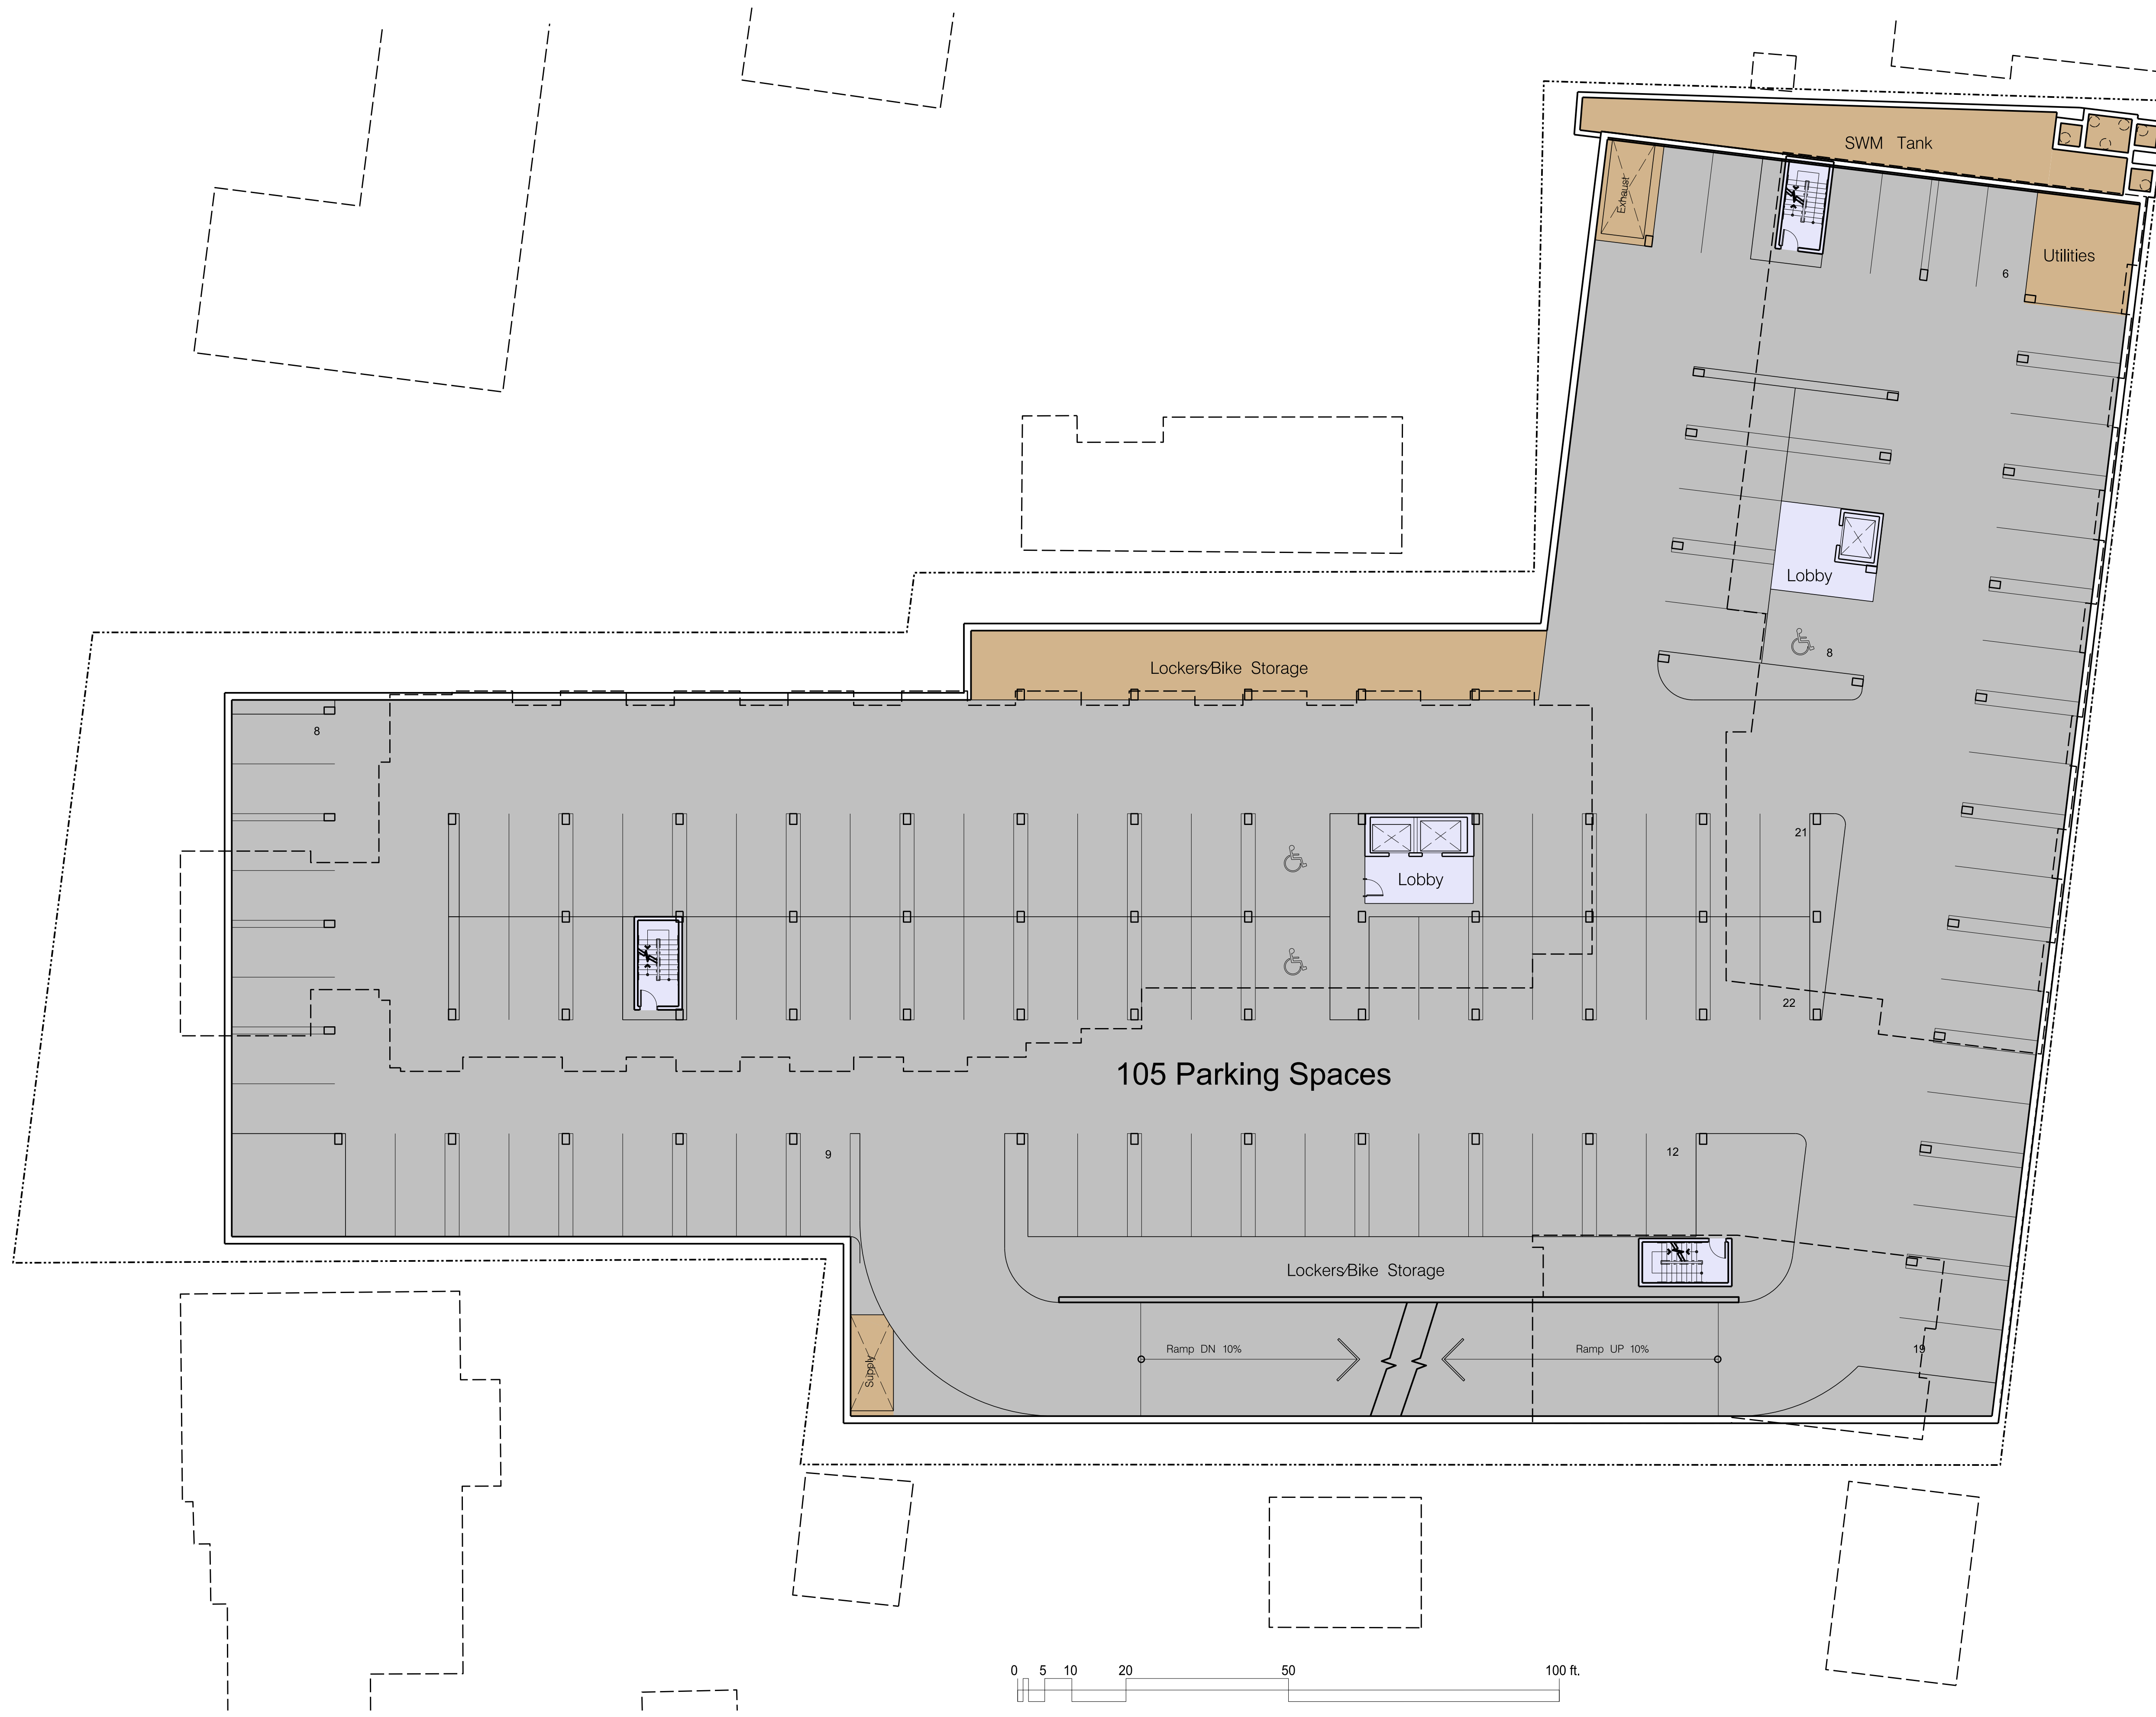 SWM Tank
Exhaust
Utilities
6
Lobby
8
Lockers/Bike Storage
8
21
Lobby
22
105 Parking Spaces
9
12
Lockers/Bike Storage
Ramp DN 10%
Ramp UP 10%
19
Supply
0 5 10 20 50 100 ft.